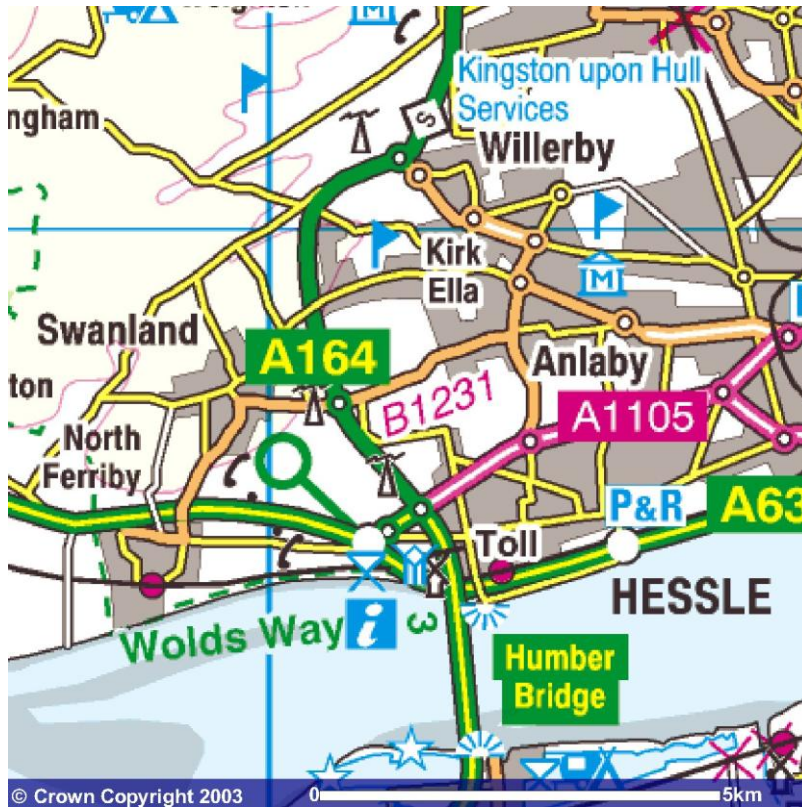 Kingston upon Hull
Services
S
ngham
Willerby
M
Kirk
Ella
M
Swanland
A164
Anlaby
ton
B1231
A1105
North
Ferriby
P&R
A63
Toll
HESSLE
Wolds Way
i
3
Humber
Bridge
© Crown Copyright 2003
0
5km